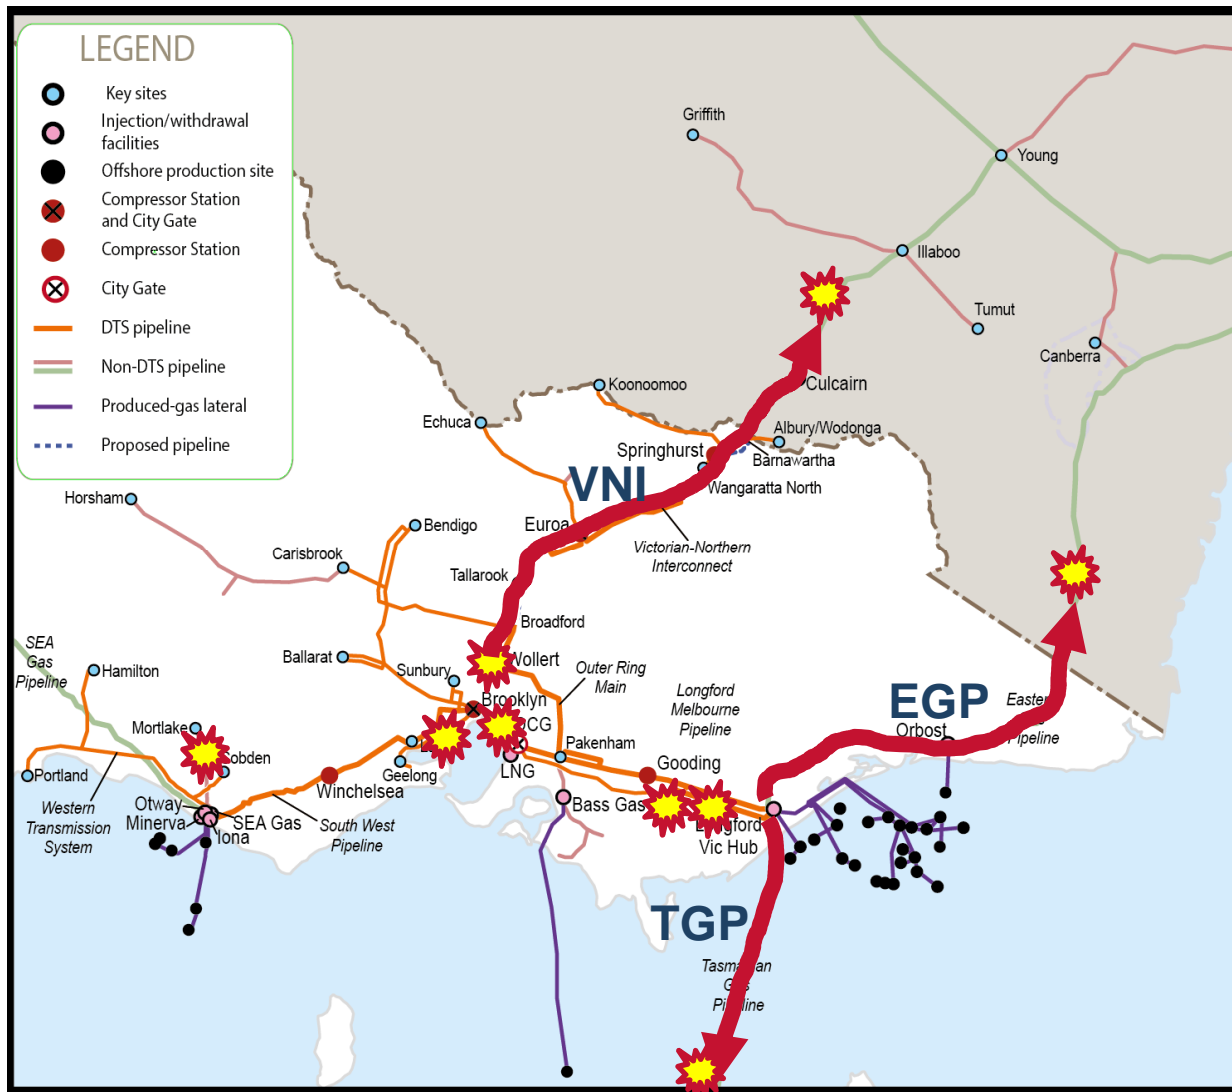 LEGEND
Key sites
Injection/withdrawal
facilities
Offshore production site
Compressor Station
and City Gate
Compressor Station
City Gate
DTS pipeline
Non-DTS pipeline
Produced-gas lateral
Proposed pipeline
Griffith
Young
Illaboo
Tumut
Canberra
Culcairn
Koonoomoo
Echuca
Albury/Wodonga
Springhurst
Barnawartha
VNI
Wangaratta North
Horsham
Bendigo
Euroa
Victorian-Northern
Interconnect
Carisbrook
Tallarook
Broadford
SEA
Gas
Pipeline
Hamilton
Ballarat
Sunbury
Wollert
Outer Ring
Main
Longford
Melbourne
Pipeline
EGP
Brooklyn
Orbost
Mortlake
Pakenham
Gooding
LNG
Portland
Geelong
Winchelsea
Bass Gas
Western
Transmission
System
Otway
Minerva
SEA Gas
Iona
South West
Pipeline
Vic Hub
TGP